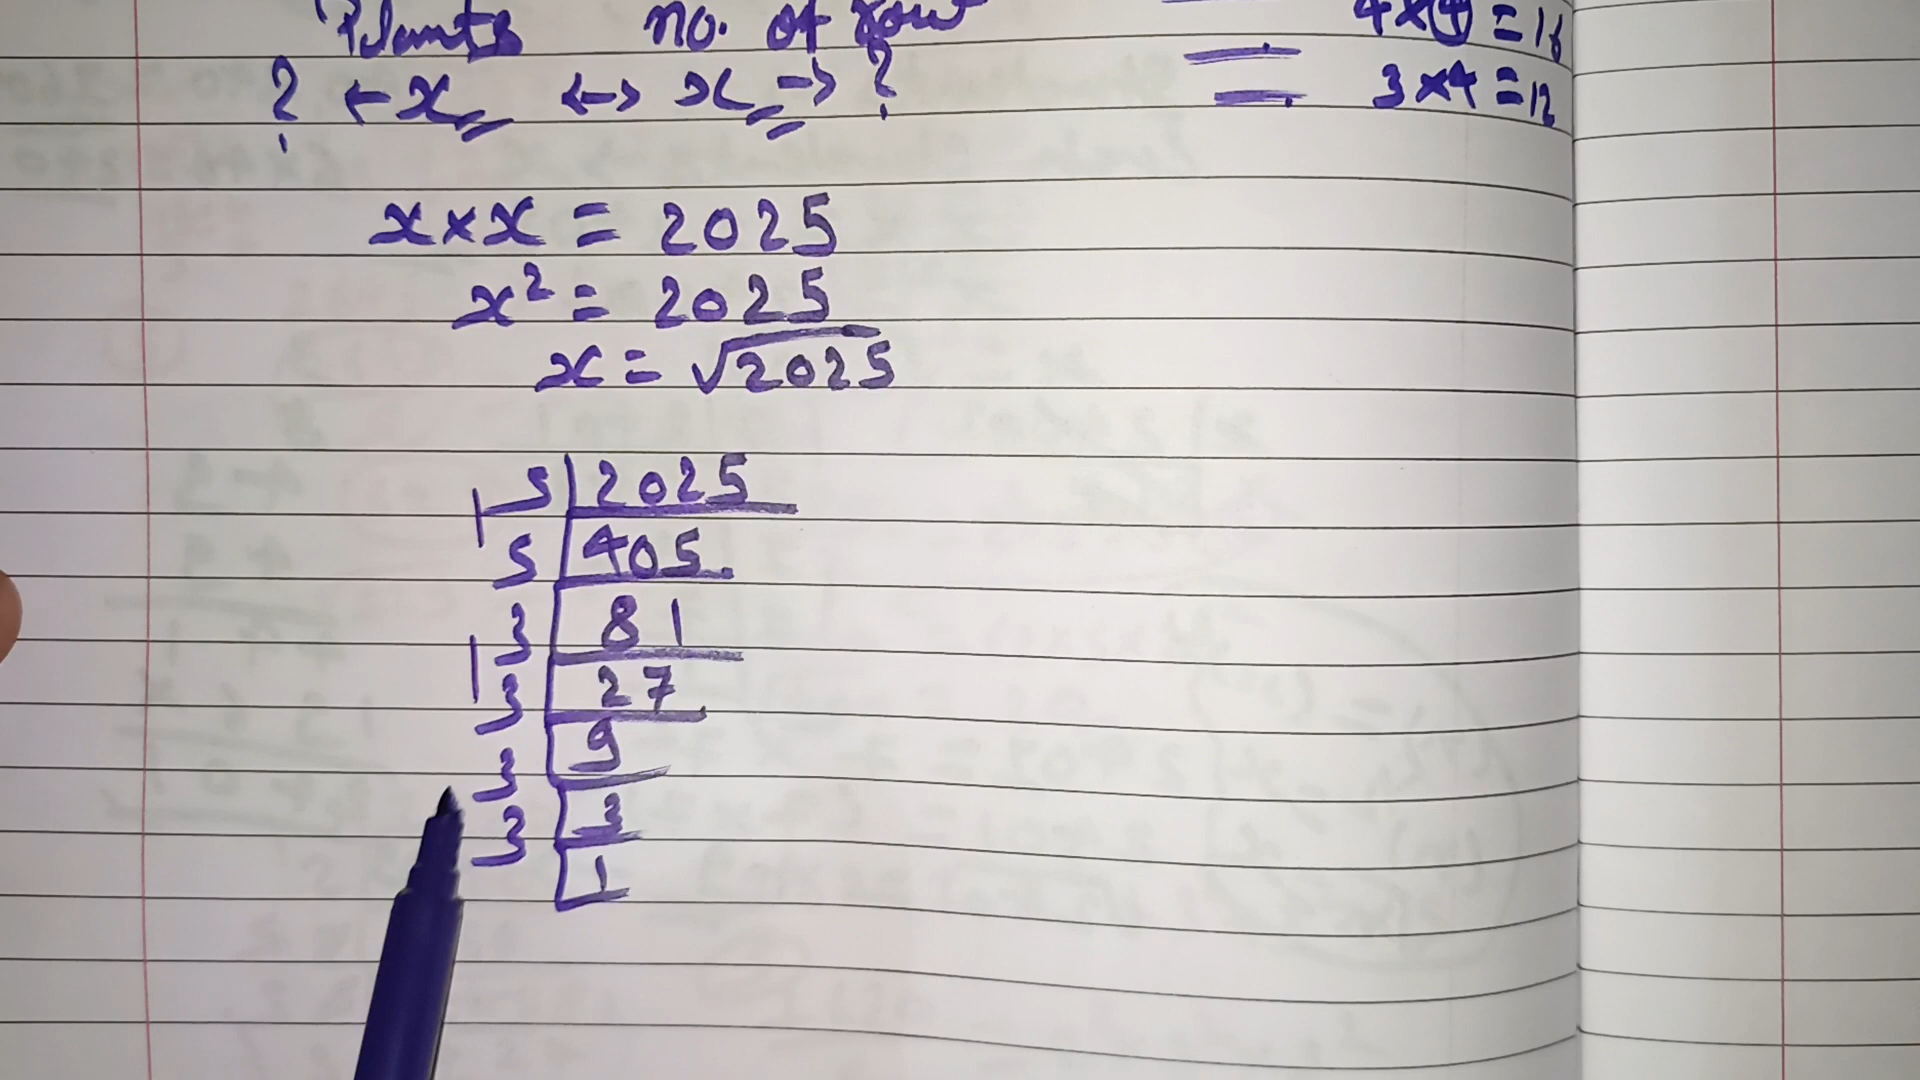 Plants no. of row
4×4 = 16
? ← x ↔ x → ?
3×4 = 12
x × x = 2025
x² = 2025
x = √2025
5 | 2025
5 | 405
3 | 81
3 | 27
3 | 9
3 | 3
1